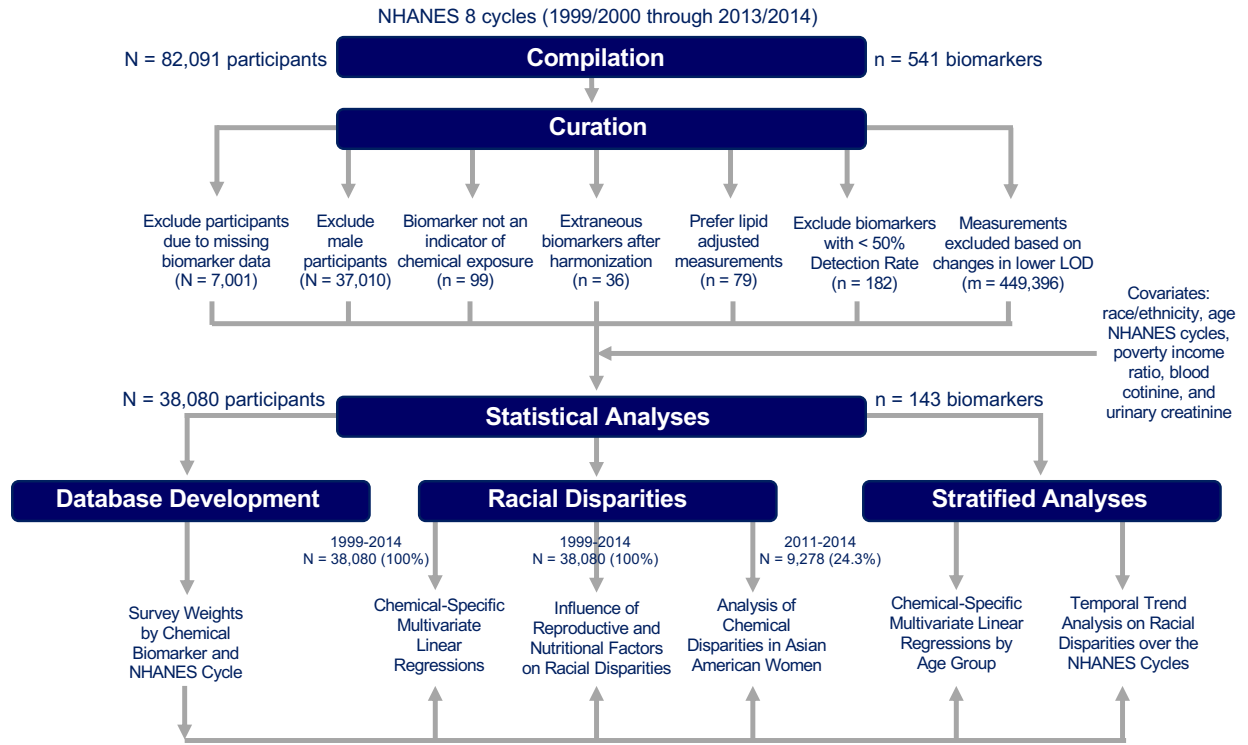 NHANES 8 cycles (1999/2000 through 2013/2014)
N = 82,091 participants
Compilation
n = 541 biomarkers
Curation
Exclude participants
due to missing
biomarker data
(N = 7,001)
Exclude
male
participants
(N = 37,010)
Biomarker not an
indicator of
chemical exposure
(n = 99)
Extraneous
biomarkers after
harmonization
(n = 36)
Prefer lipid
adjusted
measurements
(n = 79)
Exclude biomarkers
with < 50%
Detection Rate
(n = 182)
Measurements
excluded based on
changes in lower LOD
(m = 449,396)
Covariates:
race/ethnicity, age
NHANES cycles,
poverty income
ratio, blood
cotinine, and
urinary creatinine
N = 38,080 participants
Statistical Analyses
n = 143 biomarkers
Database Development
Racial Disparities
Stratified Analyses
1999-2014
N = 38,080 (100%)
1999-2014
N = 38,080 (100%)
2011-2014
N = 9,278 (24.3%)
Survey Weights
by Chemical
Biomarker and
NHANES Cycle
Chemical-Specific
Multivariate
Linear
Regressions
Influence of
Reproductive and
Nutritional Factors
on Racial Disparities
Analysis of
Chemical
Disparities in Asian
American Women
Chemical-Specific
Multivariate Linear
Regressions by
Age Group
Temporal Trend
Analysis on Racial
Disparities over the
NHANES Cycles